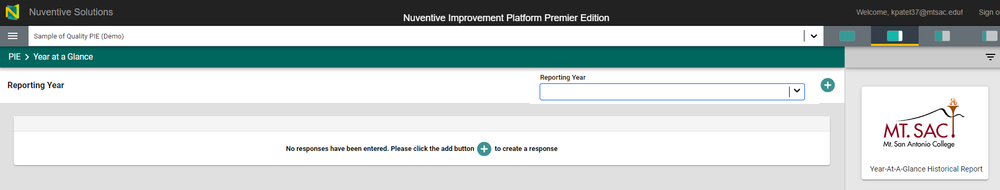 Nuventive Solutions
Nuventive Improvement Platform Premier Edition
Welcome, kpatel37@mtsac.edu!
Sign o
Sample of Quality PIE (Demo)
PIE > Year at a Glance
Reporting Year
Reporting Year
No responses have been entered. Please click the add button + to create a response
MT. SAC
Mt. San Antonio College
Year-At-A-Glance Historical Report